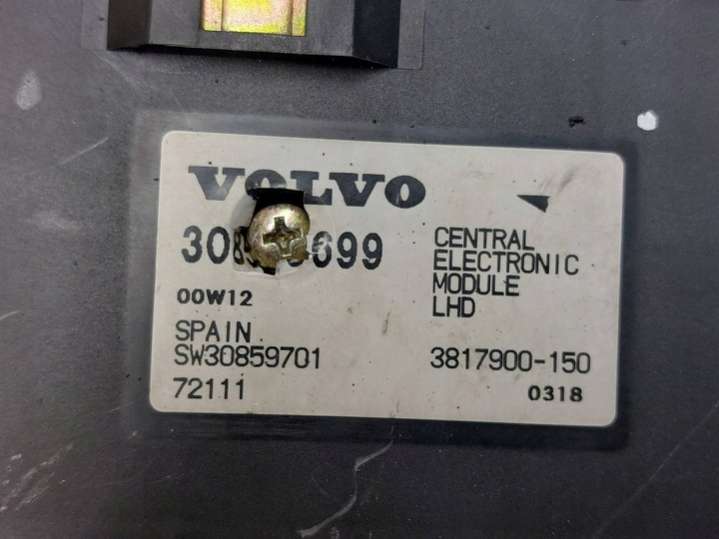 VOLVO
CENTRAL
ELECTRONIC
MODULE
LHD
00W12
SPAIN
SW30859701
3817900-150
72111
0318